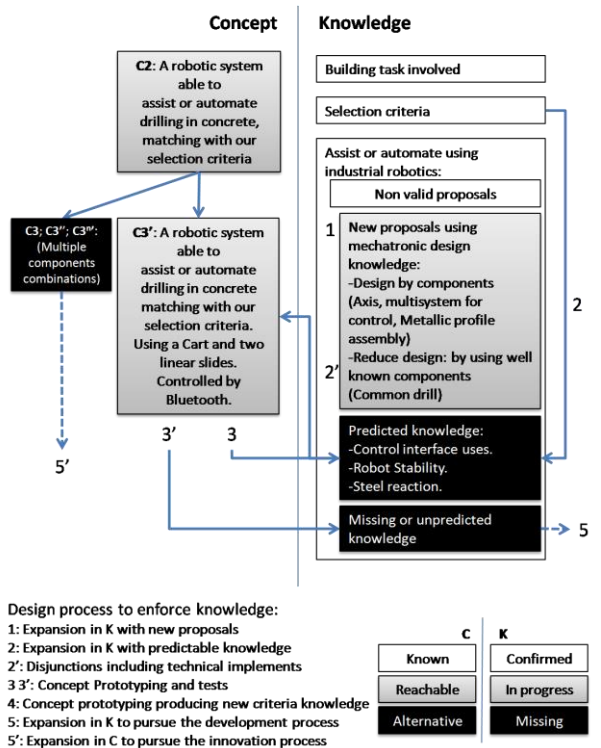 Concept
Knowledge
C2: A robotic system
able to
assist or automate
drilling in concrete,
matching with our
selection criteria
Building task involved
Selection criteria
Assist or automate using
industrial robotics:
Non valid proposals
C3; C3''; C3ⁿ':
(Multiple
components
combinations)
C3': A robotic system
able to
assist or automate
drilling in concrete
matching with our
selection criteria.
Using a Cart and two
linear slides.
Controlled by
Bluetooth.
1
New proposals using
mechatronic design
knowledge:
-Design by components
(Axis, multisystem for
control, Metallic profile
assembly)
-Reduce design: by using well
known components
(Common drill)
2'
2
Predicted knowledge:
-Control interface uses.
-Robot Stability.
-Steel reaction.
3'
3
5'
Missing or unpredicted
knowledge
5
Design process to enforce knowledge:
1: Expansion in K with new proposals
2: Expansion in K with predictable knowledge
2': Disjunctions including technical implements
3 3': Concept Prototyping and tests
4: Concept prototyping producing new criteria knowledge
5: Expansion in K to pursue the development process
5': Expansion in C to pursue the innovation process
C
K
Known
Confirmed
Reachable
In progress
Alternative
Missing